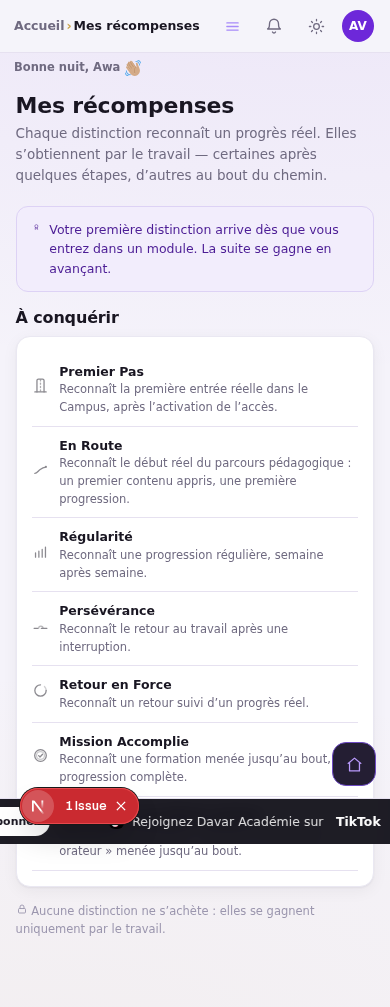 Accueil › Mes récompenses
AV
Bonne nuit, Awa 👋🏽
Mes récompenses
Chaque distinction reconnaît un progrès réel. Elles
s’obtiennent par le travail — certaines après
quelques étapes, d’autres au bout du chemin.
Votre première distinction arrive dès que vous
entrez dans un module. La suite se gagne en
avançant.
À conquérir
Premier Pas
Reconnaît la première entrée réelle dans le
Campus, après l’activation de l’accès.
En Route
Reconnaît le début réel du parcours pédagogique :
un premier contenu appris, une première
progression.
Régularité
Reconnaît une progression régulière, semaine
après semaine.
Persévérance
Reconnaît le retour au travail après une
interruption.
Retour en Force
Reconnaît un retour suivi d’un progrès réel.
Mission Accomplie
Reconnaît une formation menée jusqu’au bout,
progression complète.
1 Issue
Rejoignez Davar Académie sur TikTok
orateur » menée jusqu’au bout.
Aucune distinction ne s’achète : elles se gagnent
uniquement par le travail.